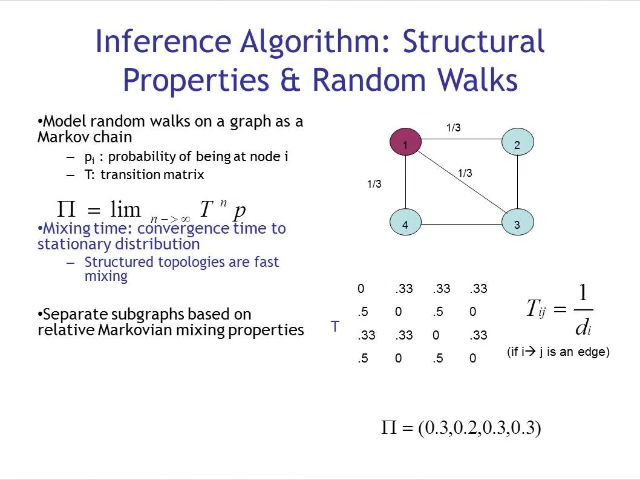 Inference Algorithm: Structural
Properties & Random Walks
•Model random walks on a graph as a
Markov chain
– pi : probability of being at node i
– T: transition matrix
Π = lim n->∞ T^n p
•Mixing time: convergence time to
stationary distribution
– Structured topologies are fast
mixing
•Separate subgraphs based on
relative Markovian mixing properties
1/3
1
2
1/3
1/3
4
3
T
0 .33 .33 .33
.5 0 .5 0
.33 .33 0 .33
.5 0 .5 0
Tij = 1/di
(if i→ j is an edge)
Π = (0.3,0.2,0.3,0.3)